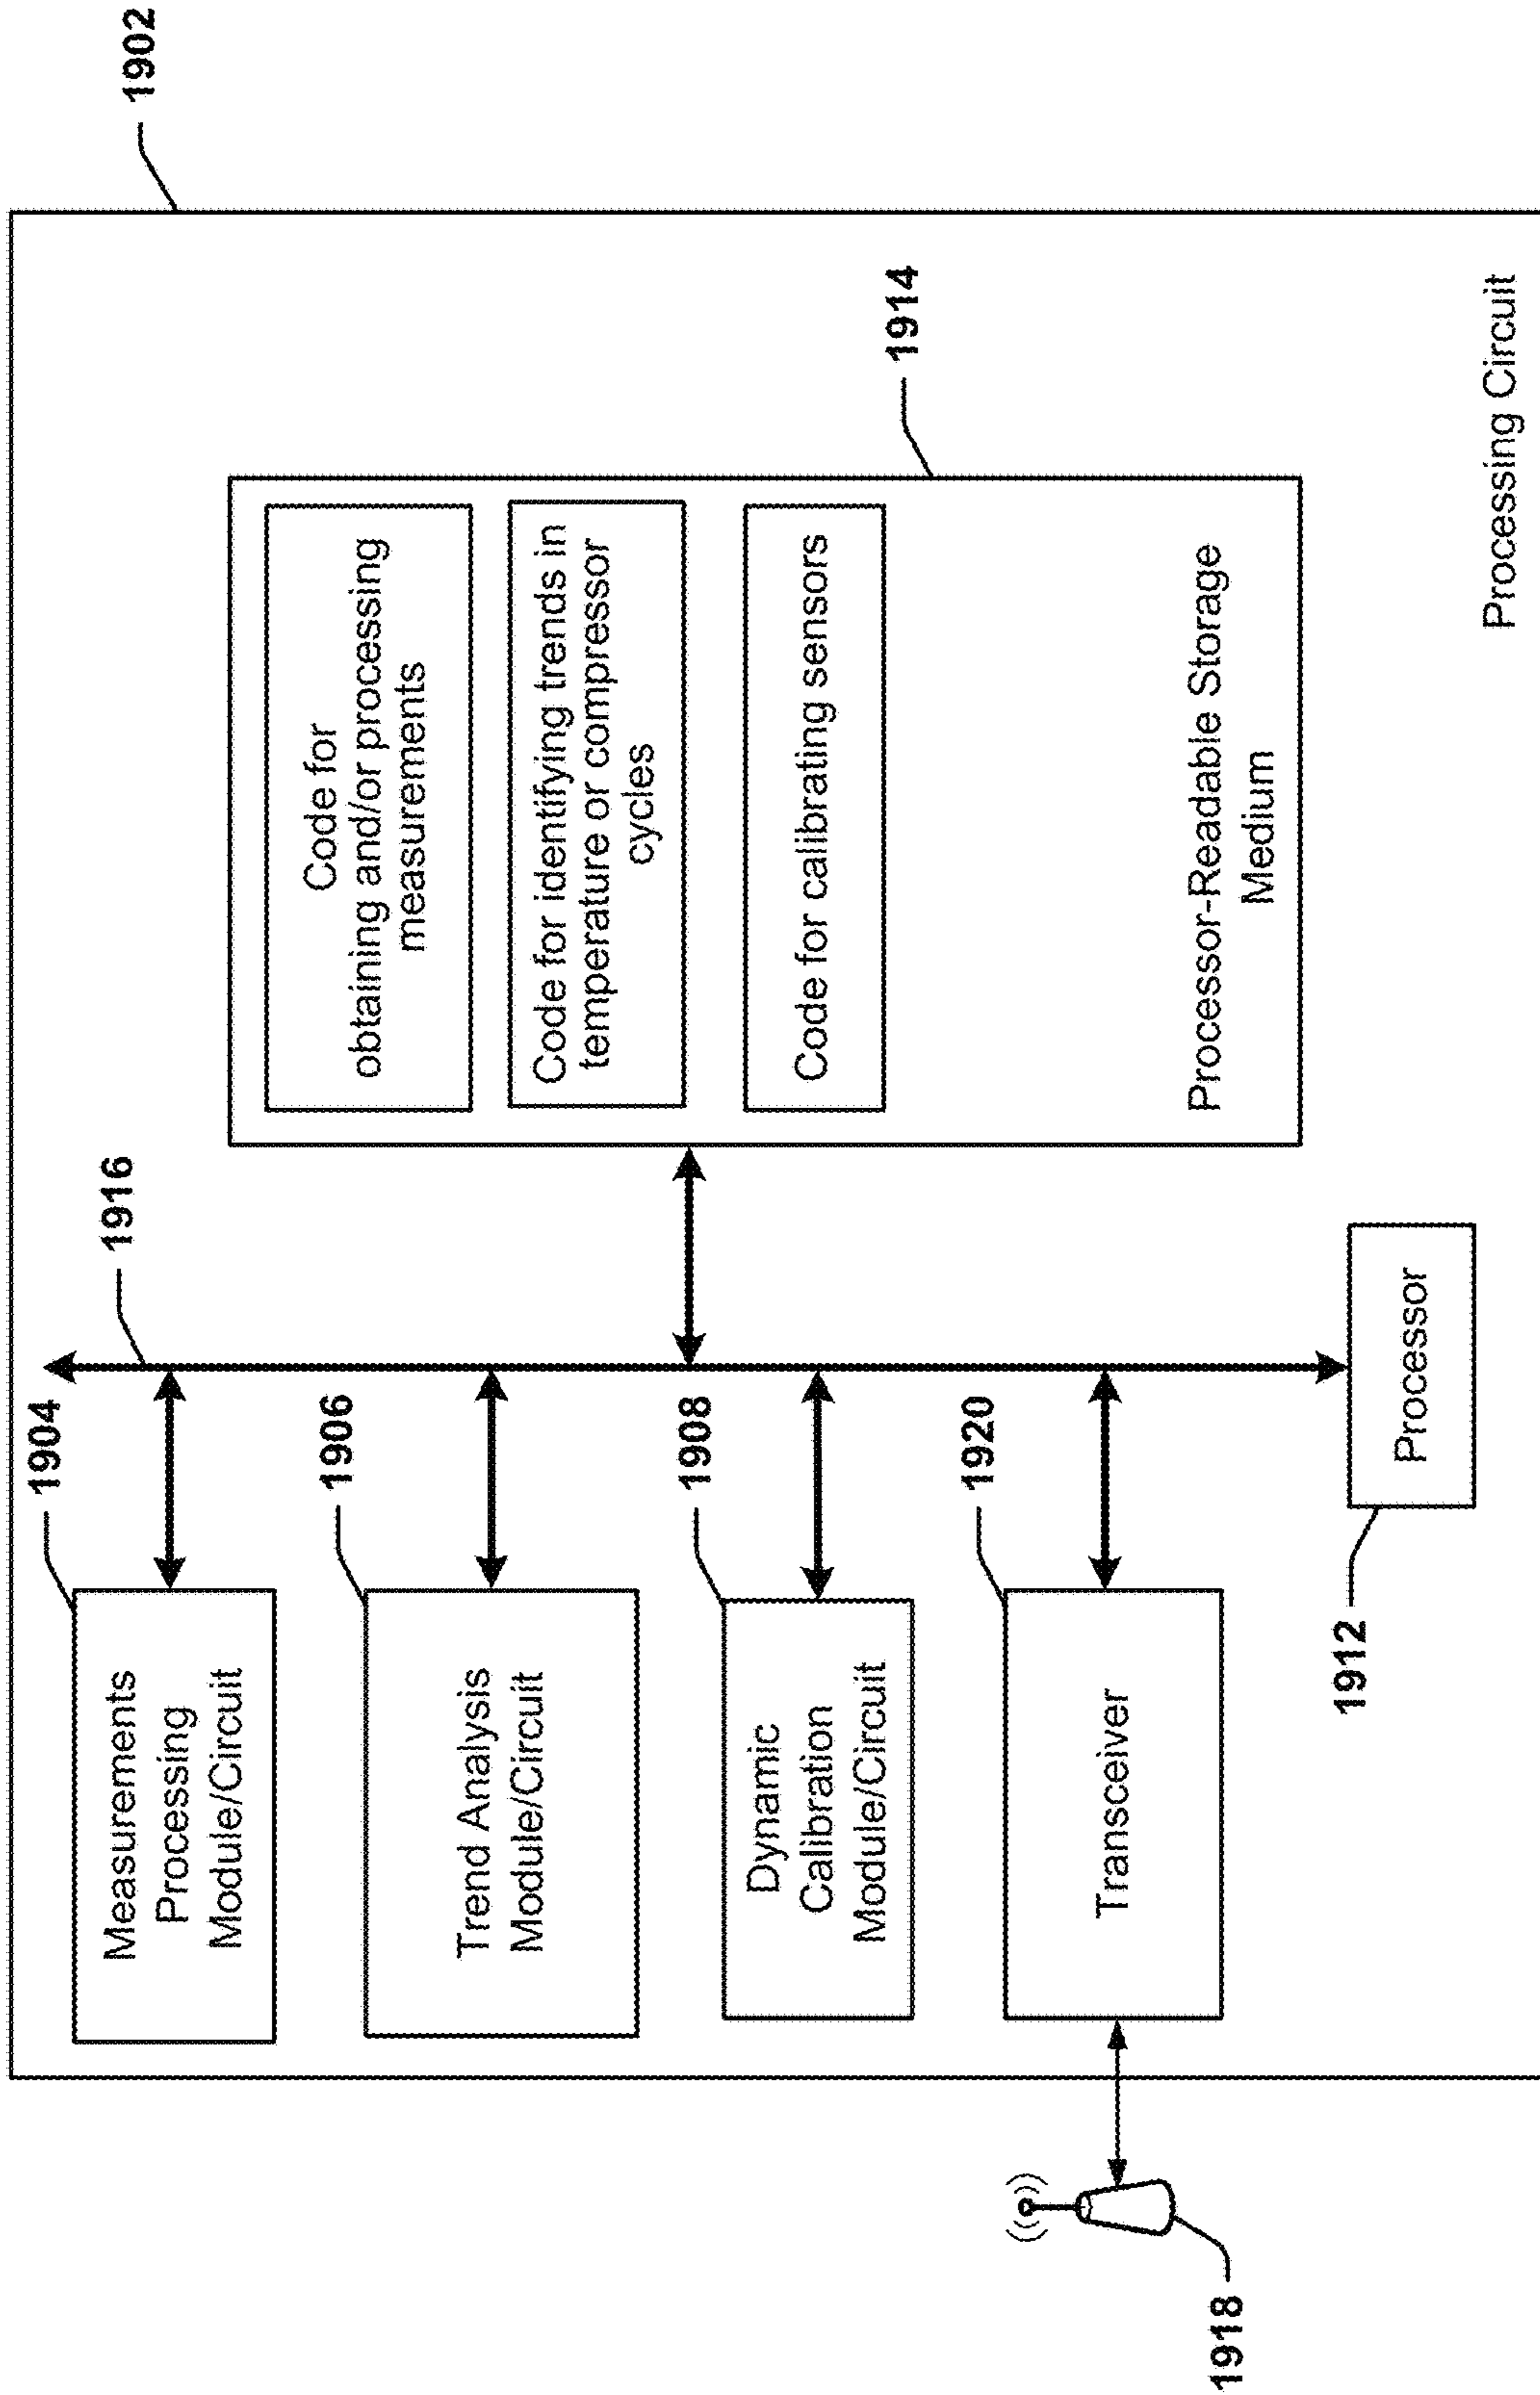 1902
1904
Measurements
Processing
Module/Circuit
1906
Trend Analysis
Module/Circuit
1908
Dynamic
Calibration
Module/Circuit
1920
Transceiver
1918
1916
1912
Processor
1914
Code for
obtaining and/or processing
measurements
Code for identifying trends in
temperature or compressor
cycles
Code for calibrating sensors
Processor-Readable Storage
Medium
Processing Circuit